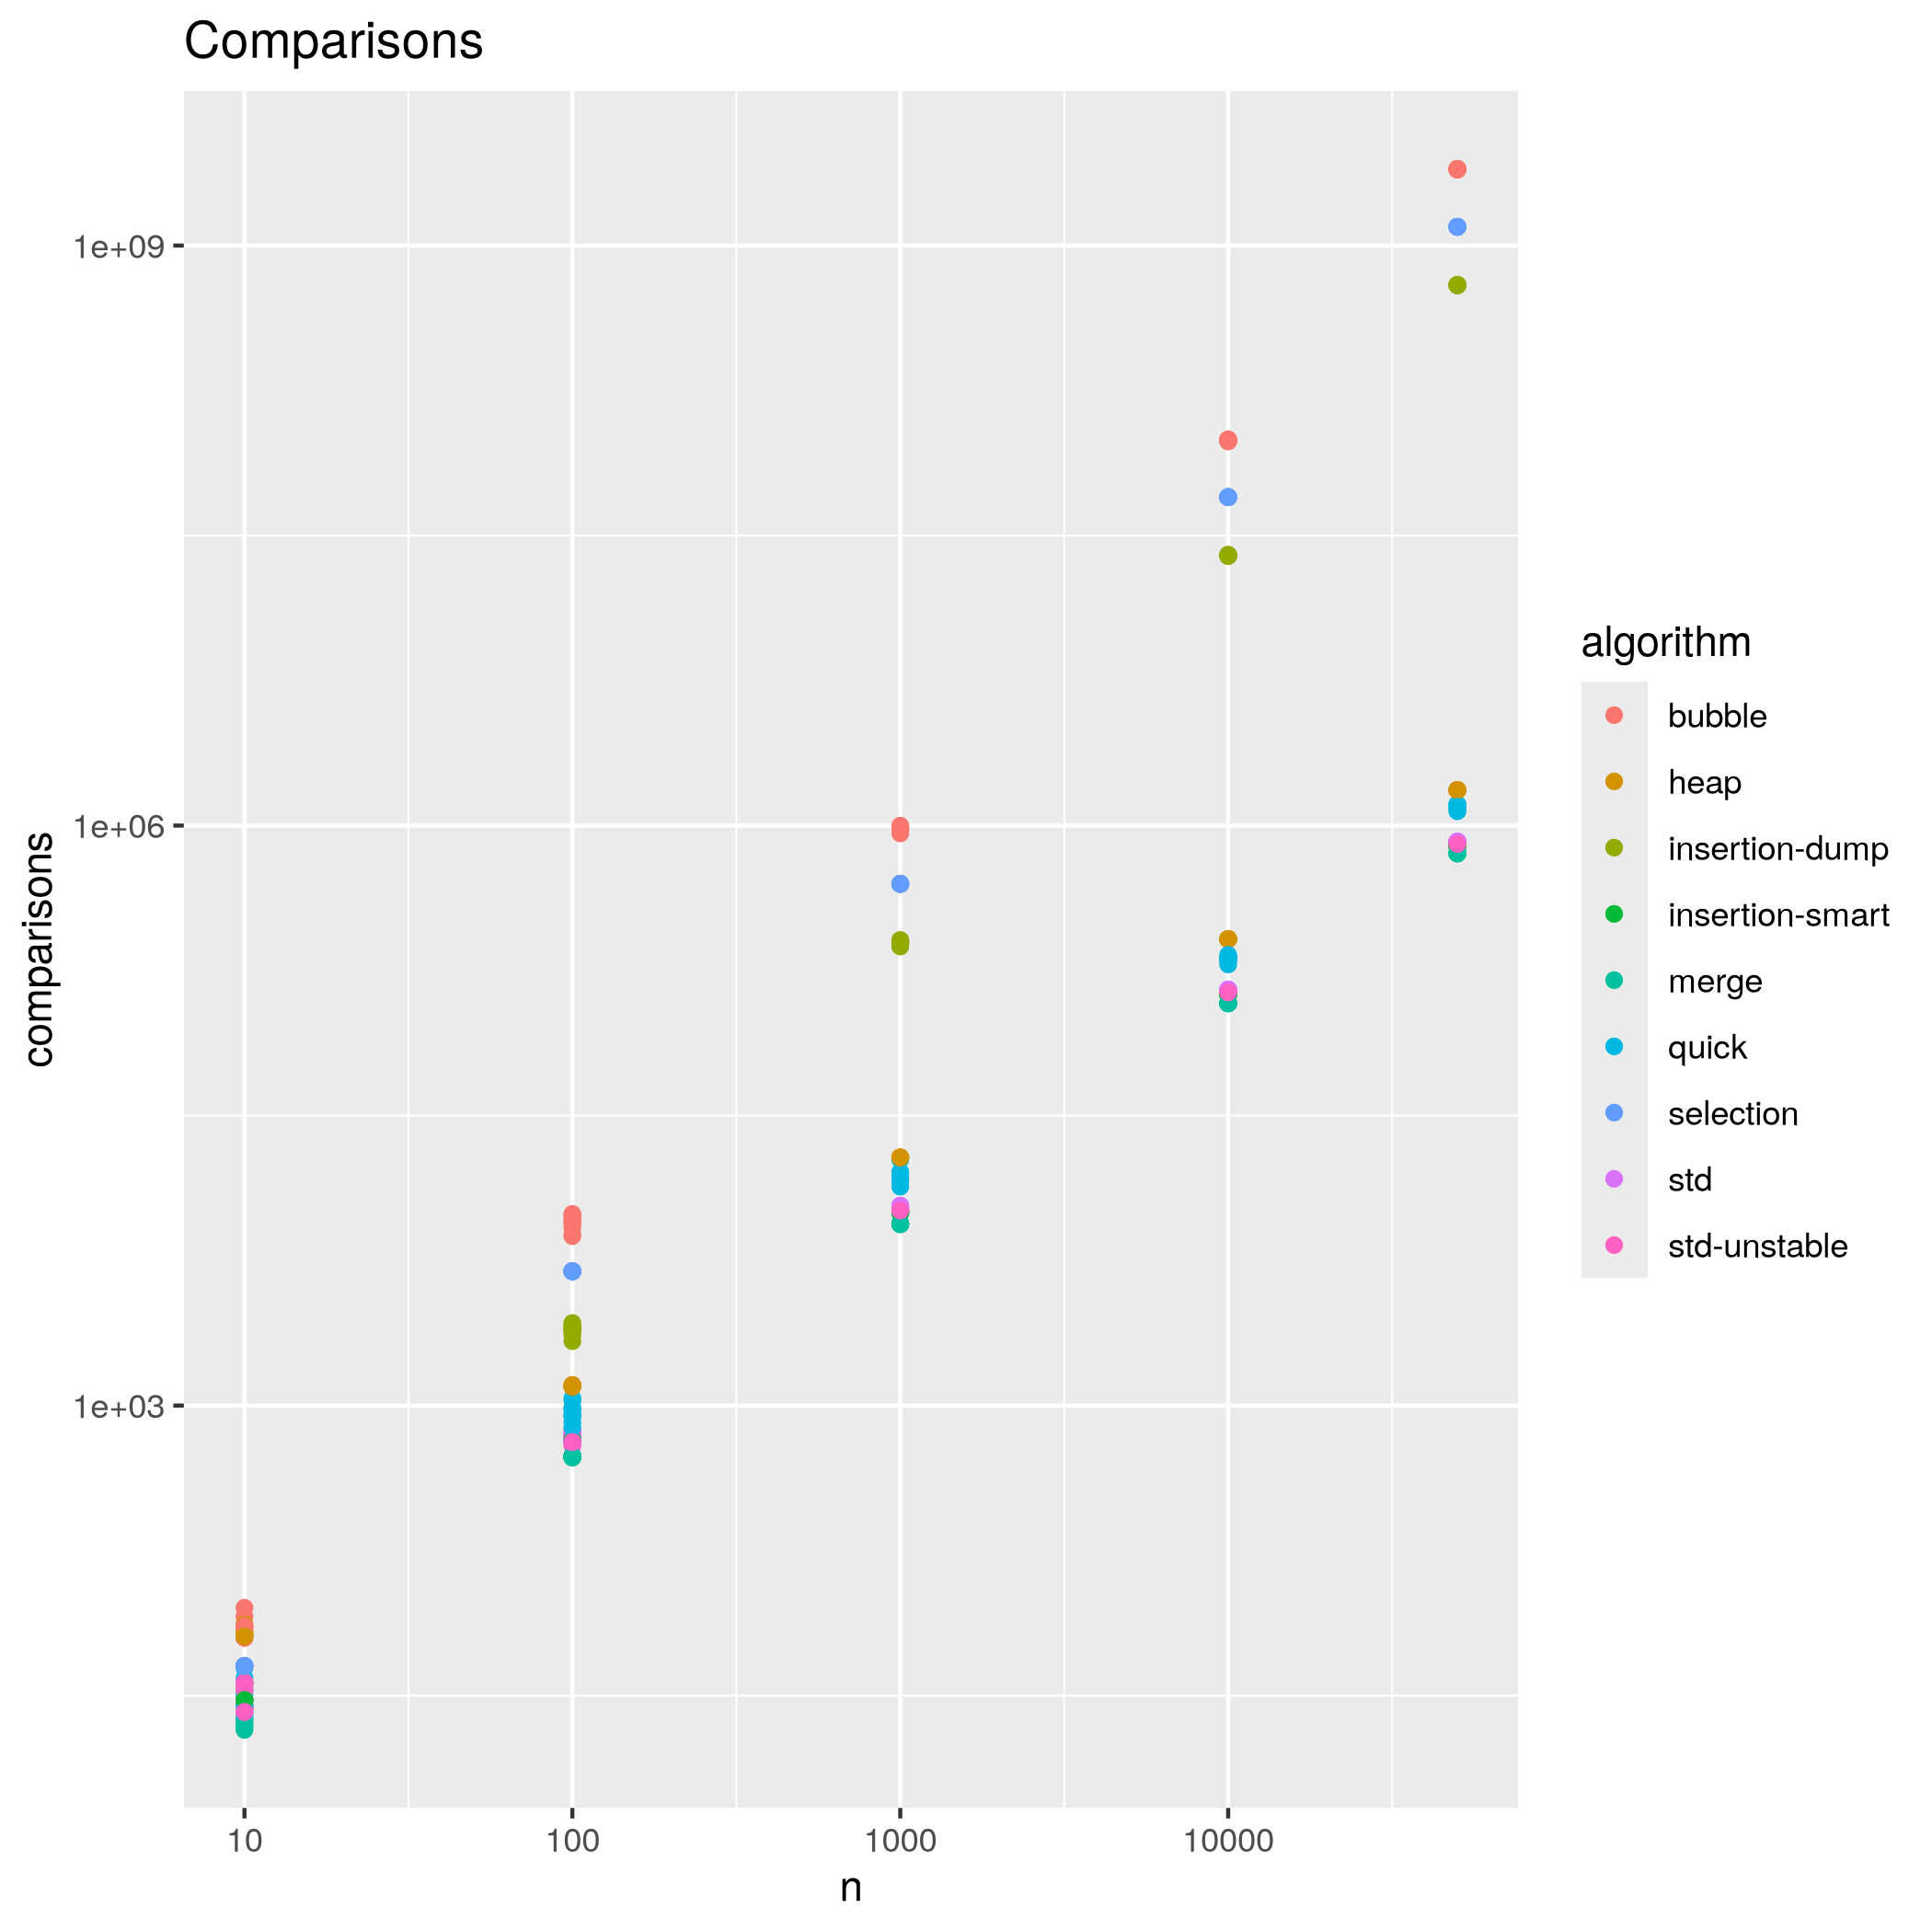 Comparisons
1e+09
1e+06
1e+03
comparisons
10
100
1000
10000
n
algorithm
bubble
heap
insertion-dump
insertion-smart
merge
quick
selection
std
std-unstable